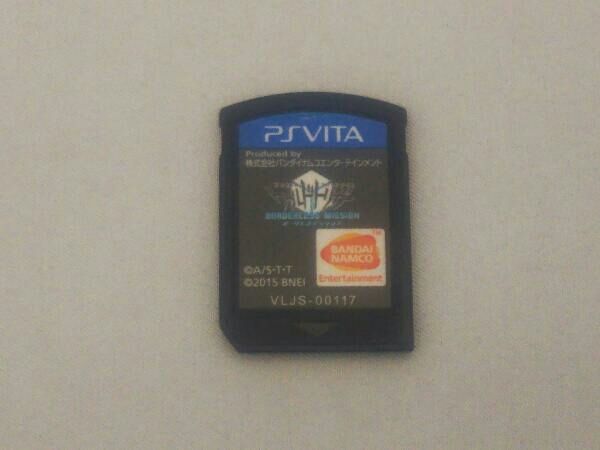 PSVITA
Produced by
株式会社バンダイナムコエンターテインメント
BORDERLESS MISSION
BANDAI
NAMCO
Entertainment
©A/S・T・T
©2015 BNEI
VLJS-00117